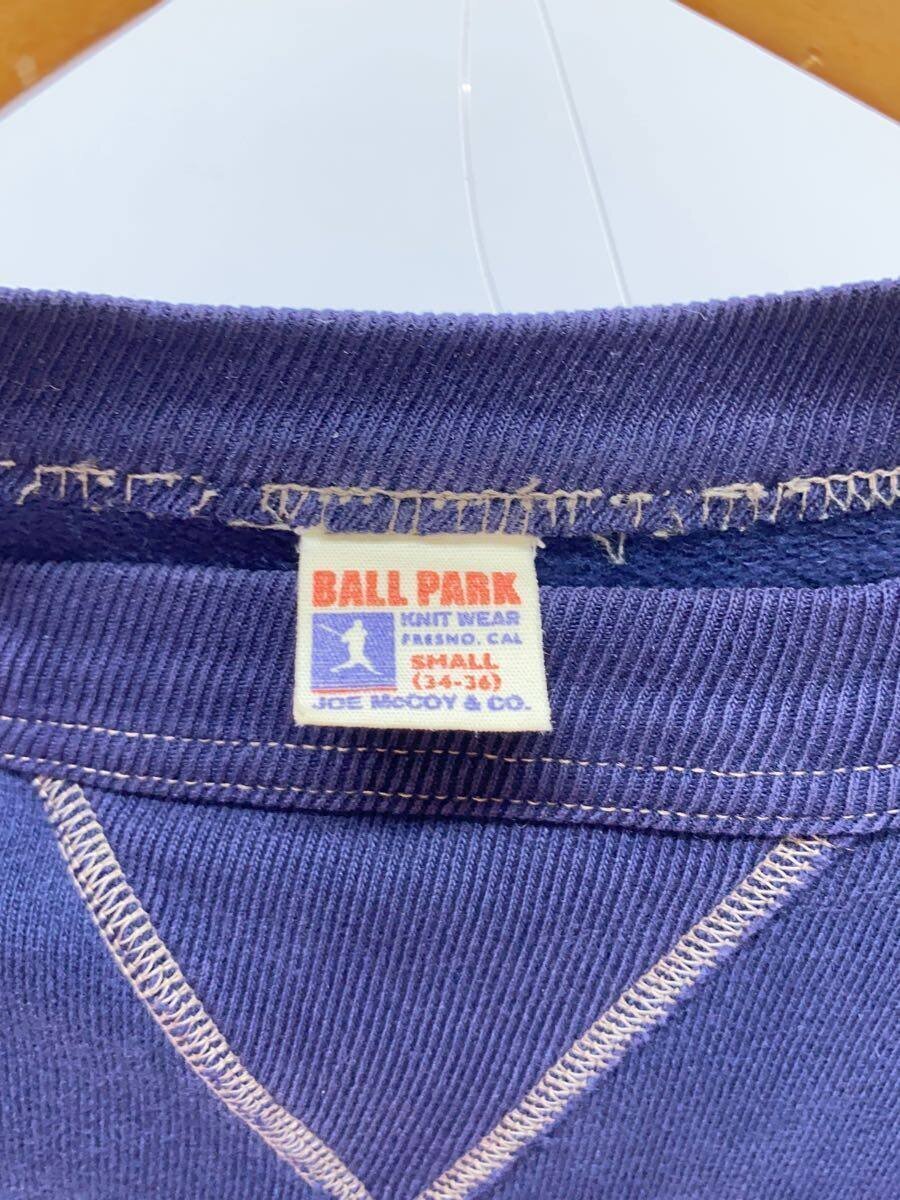 BALL PARK
KNIT WEAR
FRESNO. CAL
SMALL
(34-36)
JOE McCOY & CO.